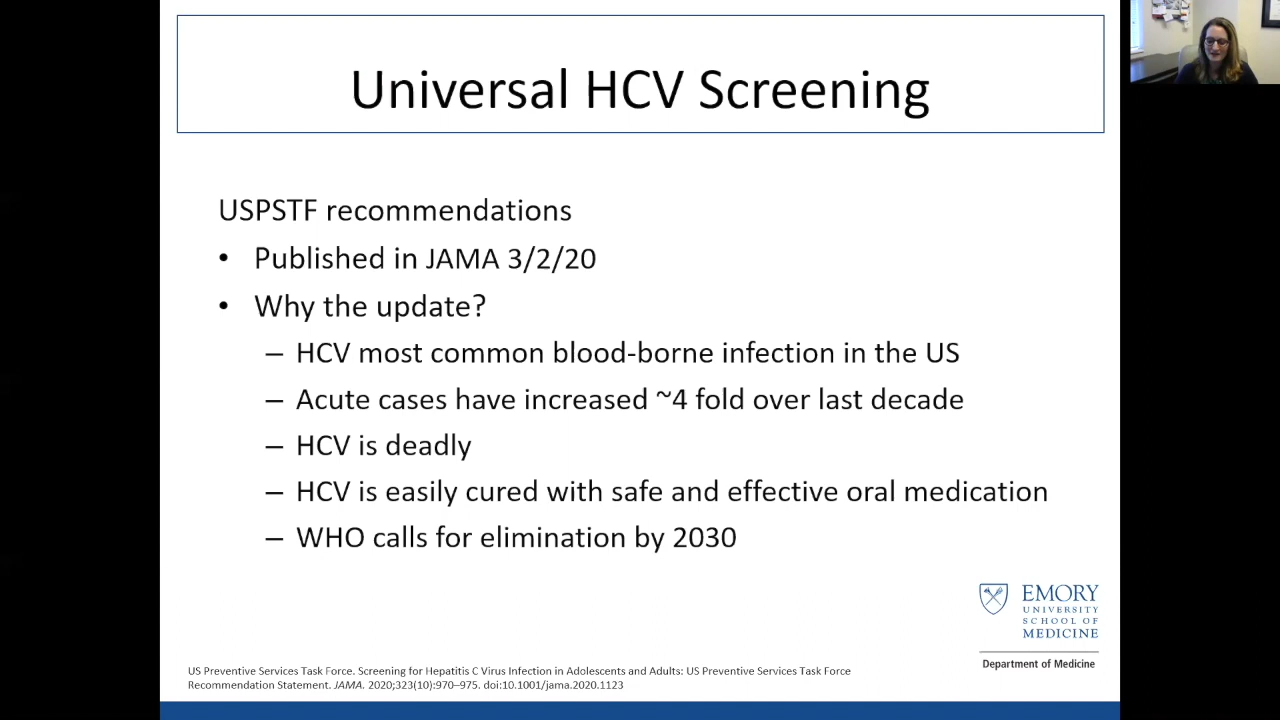 Universal HCV Screening
USPSTF recommendations
• Published in JAMA 3/2/20
• Why the update?
– HCV most common blood-borne infection in the US
– Acute cases have increased ~4 fold over last decade
– HCV is deadly
– HCV is easily cured with safe and effective oral medication
– WHO calls for elimination by 2030
EMORY
UNIVERSITY
SCHOOL OF
MEDICINE
Department of Medicine
US Preventive Services Task Force. Screening for Hepatitis C Virus Infection in Adolescents and Adults: US Preventive Services Task Force
Recommendation Statement. JAMA. 2020;323(10):970–975. doi:10.1001/jama.2020.1123